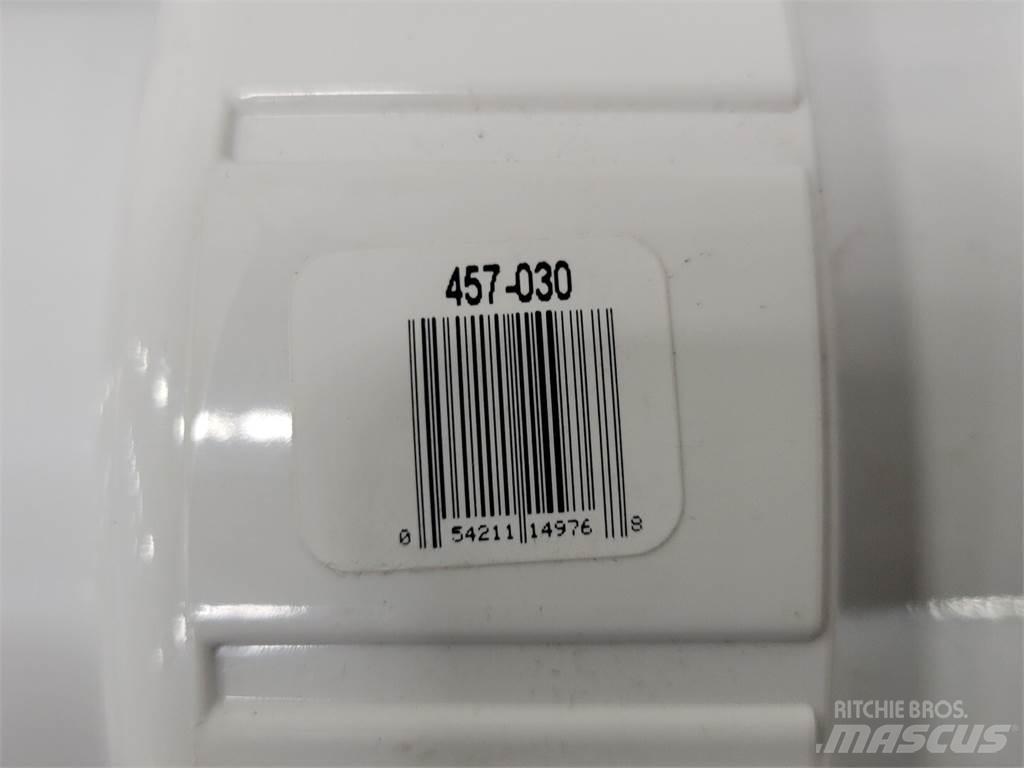 457-030
0 54211 14976 8
RITCHIE BROS.
MASCUS